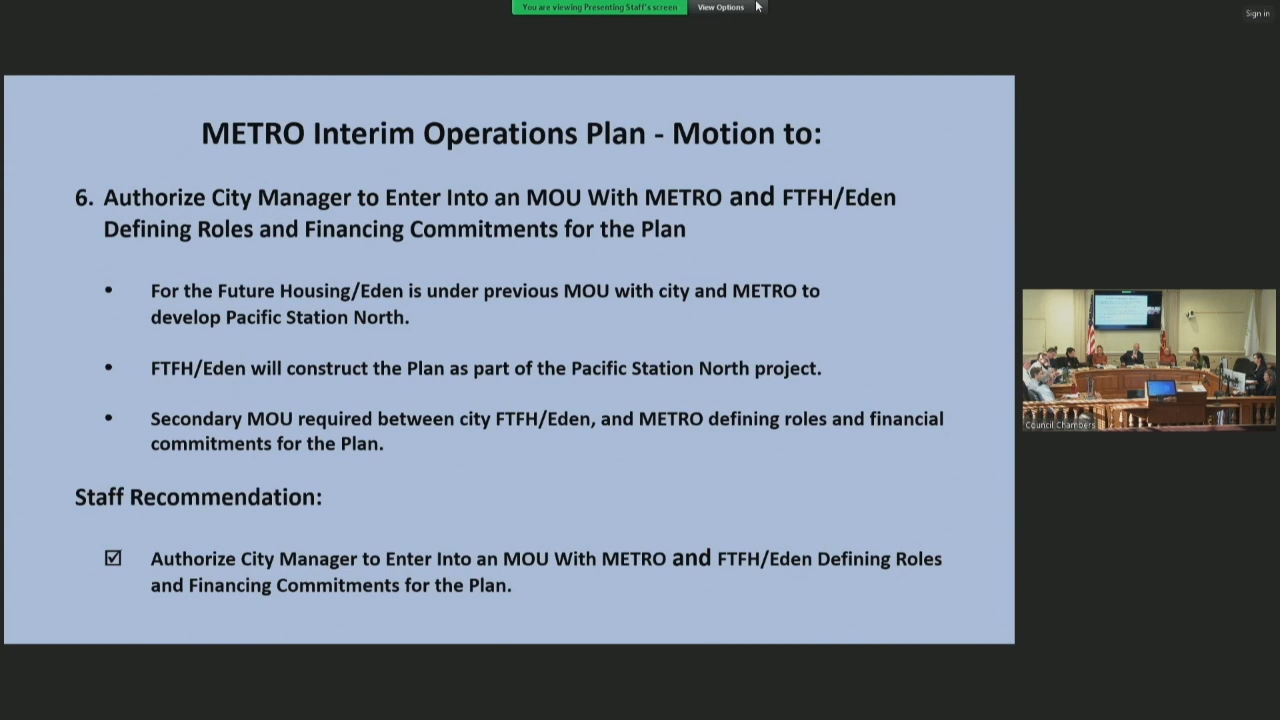 You are viewing Presenting Staff's screen
View Options
Sign in
METRO Interim Operations Plan - Motion to:
6. Authorize City Manager to Enter Into an MOU With METRO and FTFH/Eden
Defining Roles and Financing Commitments for the Plan
• For the Future Housing/Eden is under previous MOU with city and METRO to
develop Pacific Station North.
• FTFH/Eden will construct the Plan as part of the Pacific Station North project.
• Secondary MOU required between city FTFH/Eden, and METRO defining roles and financial
commitments for the Plan.
Staff Recommendation:
☑ Authorize City Manager to Enter Into an MOU With METRO and FTFH/Eden Defining Roles
and Financing Commitments for the Plan.
Council Chambers